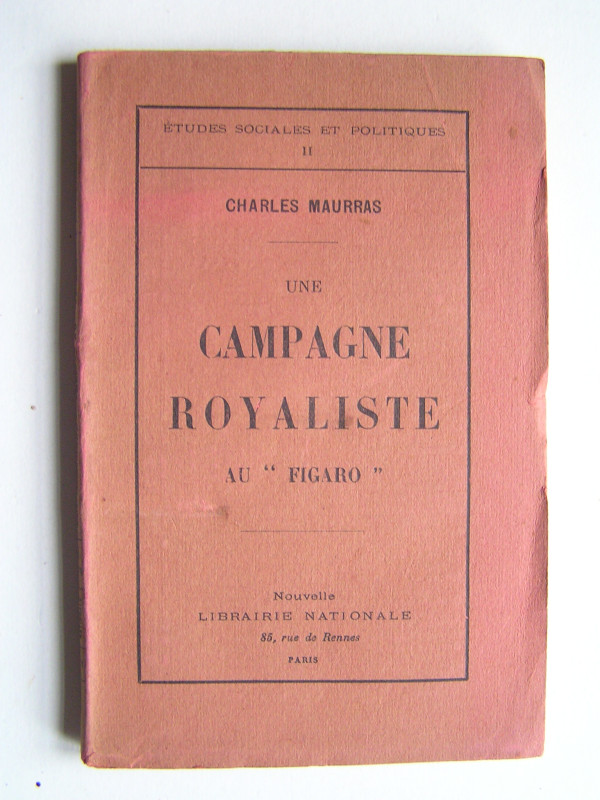 ÉTUDES SOCIALES ET POLITIQUES
II
CHARLES MAURRAS
UNE
CAMPAGNE
ROYALISTE
AU “ FIGARO ”
Nouvelle
LIBRAIRIE NATIONALE
85, rue de Rennes
PARIS